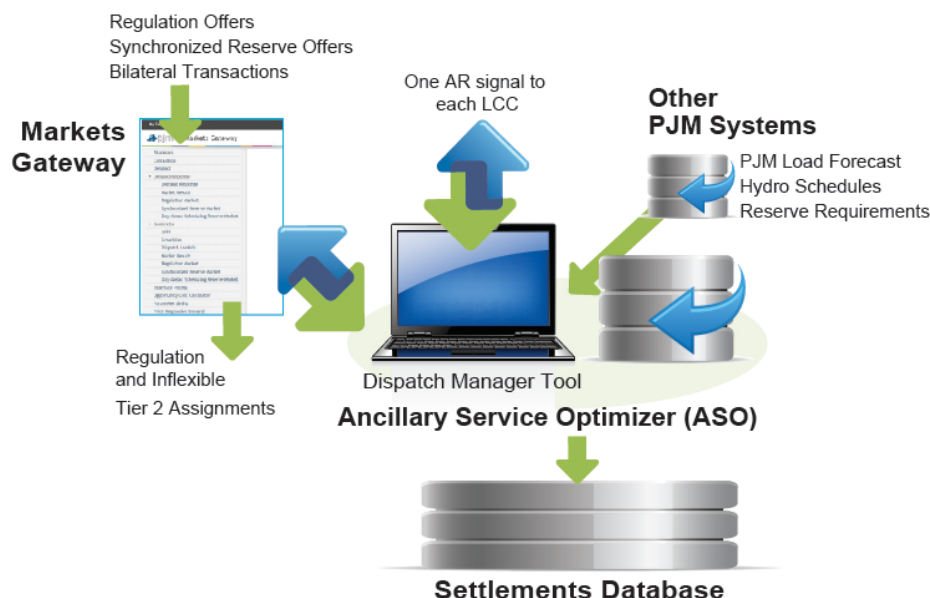 Regulation Offers
Synchronized Reserve Offers
Bilateral Transactions
Markets
Gateway
Markets Gateway
One AR signal to
each LCC
Other
PJM Systems
PJM Load Forecast
Hydro Schedules
Reserve Requirements
Regulation
and Inflexible
Tier 2 Assignments
Dispatch Manager Tool
Ancillary Service Optimizer (ASO)
Settlements Database